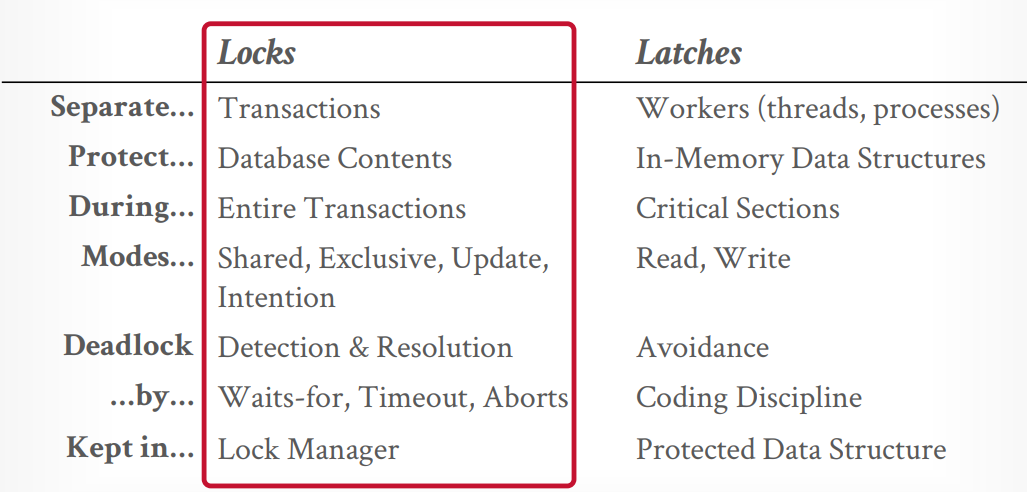 Locks Latches
Separate... Transactions Workers (threads, processes)
Protect... Database Contents In-Memory Data Structures
During... Entire Transactions Critical Sections
Modes... Shared, Exclusive, Update, Read, Write
Intention
Deadlock Detection & Resolution Avoidance
...by... Waits-for, Timeout, Aborts Coding Discipline
Kept in... Lock Manager Protected Data Structure